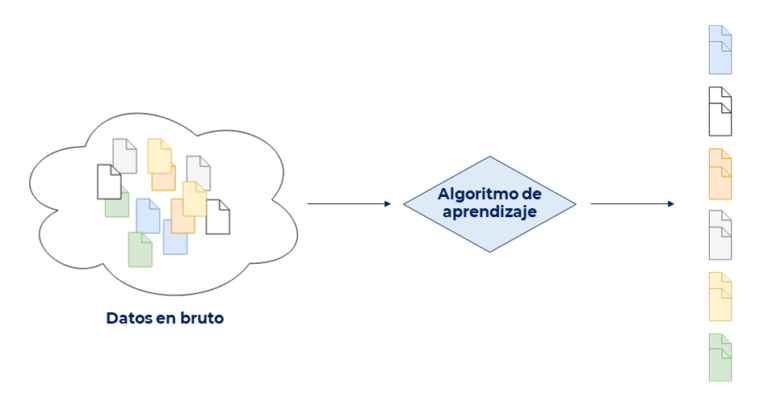 Algoritmo de
aprendizaje
Datos en bruto